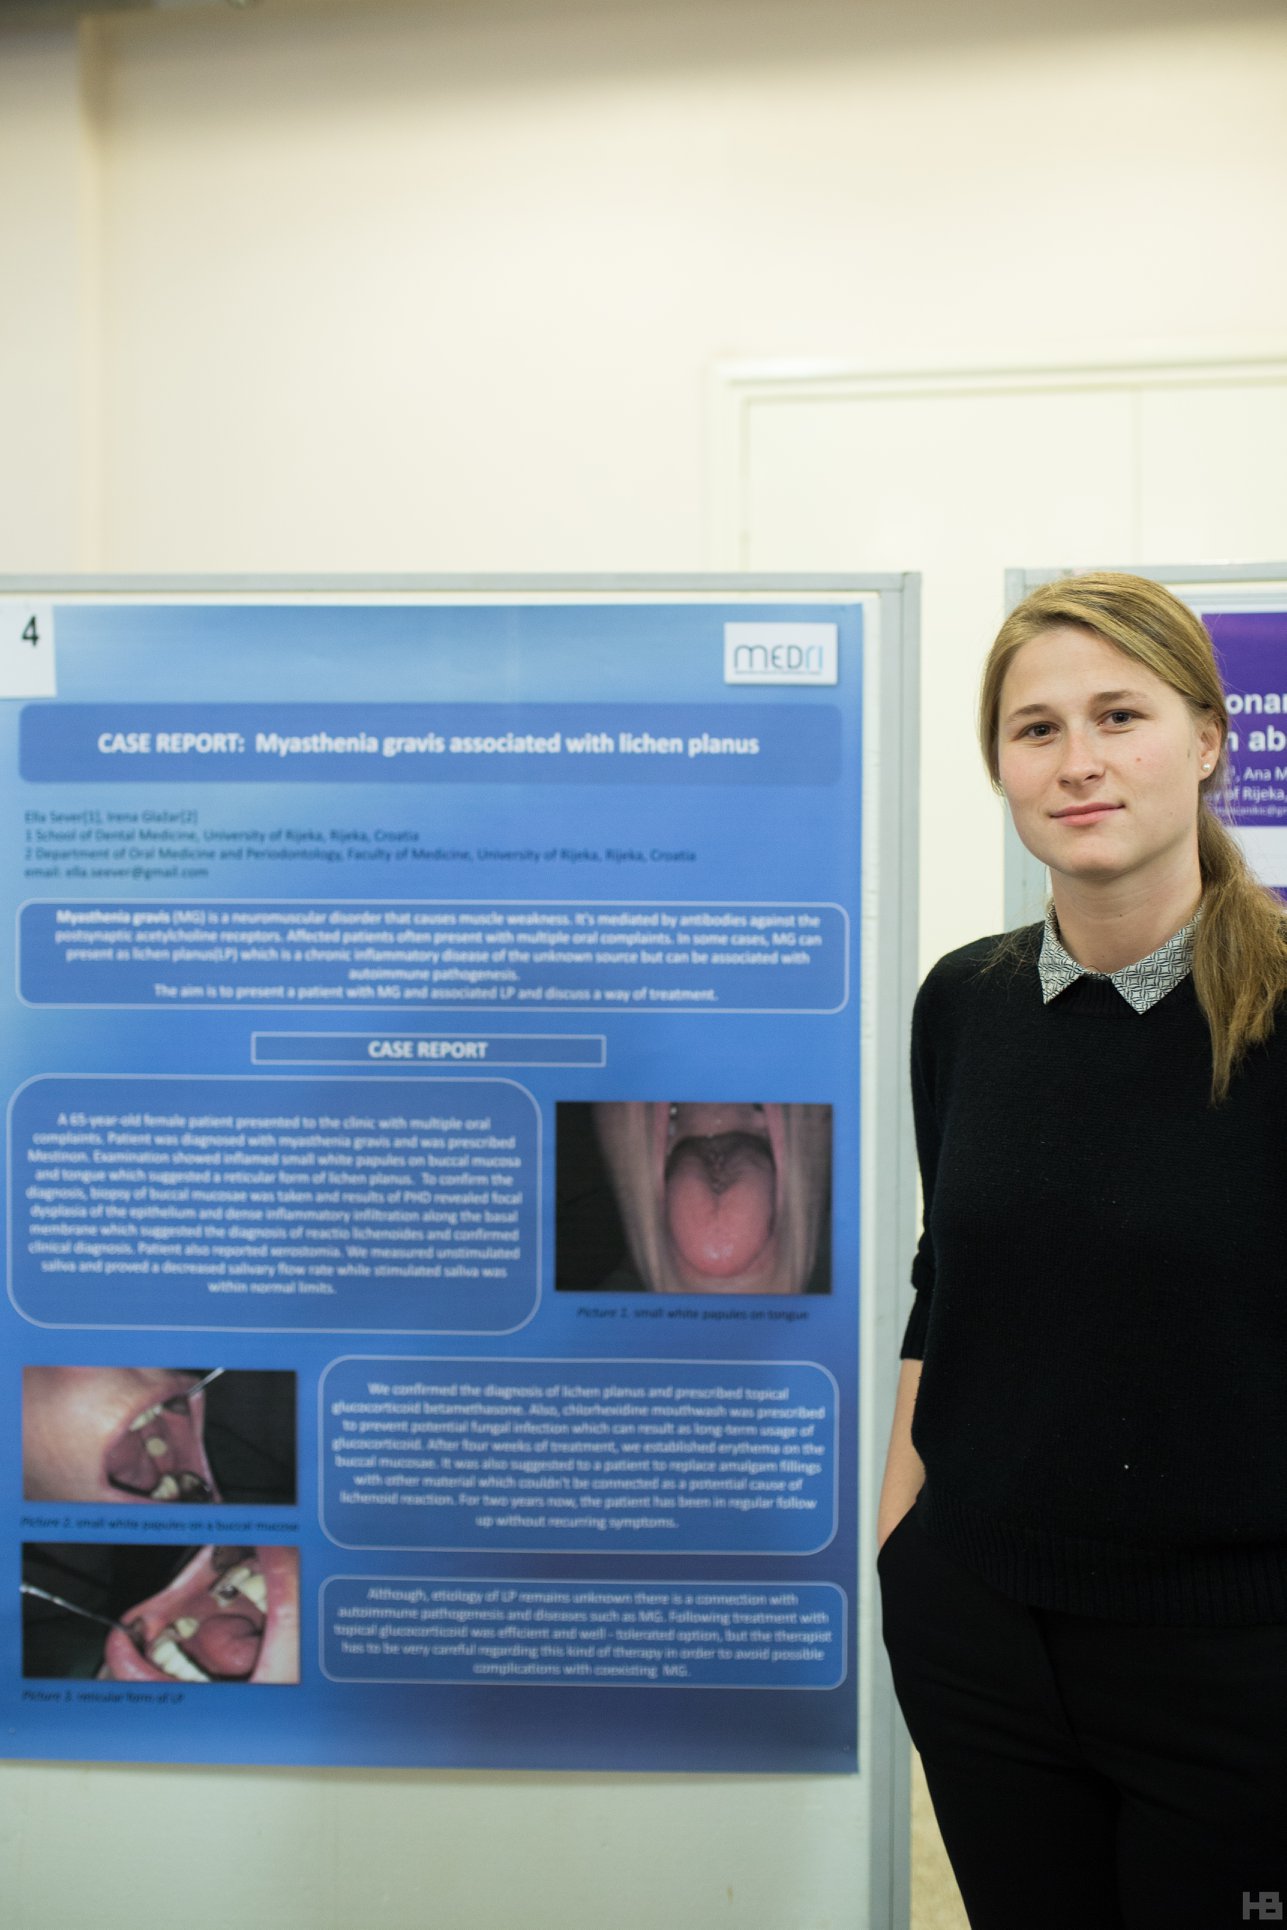 4
MEDRI
CASE REPORT: Myasthenia gravis associated with lichen planus
Ella Sever[1], Irena Glažar[2]
1 School of Dental Medicine, University of Rijeka, Rijeka, Croatia
2 Department of Oral Medicine and Periodontology, Faculty of Medicine, University of Rijeka, Rijeka, Croatia
email: ella.seever@gmail.com
Myasthenia gravis (MG) is a neuromuscular disorder that causes muscle weakness. It's mediated by antibodies against the
postsynaptic acetylcholine receptors. Affected patients often present with multiple oral complaints. In some cases, MG can
present as lichen planus(LP) which is a chronic inflammatory disease of the unknown source but can be associated with
autoimmune pathogenesis.
The aim is to present a patient with MG and associated LP and discuss a way of treatment.
CASE REPORT
A 65-year-old female patient presented to the clinic with multiple oral
complaints. Patient was diagnosed with myasthenia gravis and was prescribed
Mestinon. Examination showed inflamed small white papules on buccal mucosa
and tongue which suggested a reticular form of lichen planus. To confirm the
diagnosis, biopsy of buccal mucosae was taken and results of PHD revealed focal
dysplasia of the epithelium and dense inflammatory infiltration along the basal
membrane which suggested the diagnosis of reactio lichenoides and confirmed
clinical diagnosis. Patient also reported xerostomia. We measured unstimulated
saliva and proved a decreased salivary flow rate while stimulated saliva was
within normal limits.
Picture 1. small white papules on tongue
We confirmed the diagnosis of lichen planus and prescribed topical
glucocorticoid betamethasone. Also, chlorhexidine mouthwash was prescribed
to prevent potential fungal infection which can result as long-term usage of
glucocorticoid. After four weeks of treatment, we established erythema on the
buccal mucosae. It was also suggested to a patient to replace amalgam fillings
with other material which couldn't be connected as a potential cause of
lichenoid reaction. For two years now, the patient has been in regular follow
up without recurring symptoms.
Picture 2. small white papules on a buccal mucose
Although, etiology of LP remains unknown there is a connection with
autoimmune pathogenesis and diseases such as MG. Following treatment with
topical glucocorticoid was efficient and well - tolerated option, but the therapist
has to be very careful regarding this kind of therapy in order to avoid possible
complications with coexisting MG.
Picture 3. reticular form of LP
onar
n ab
, Ana M
y of Rijeka,
HB